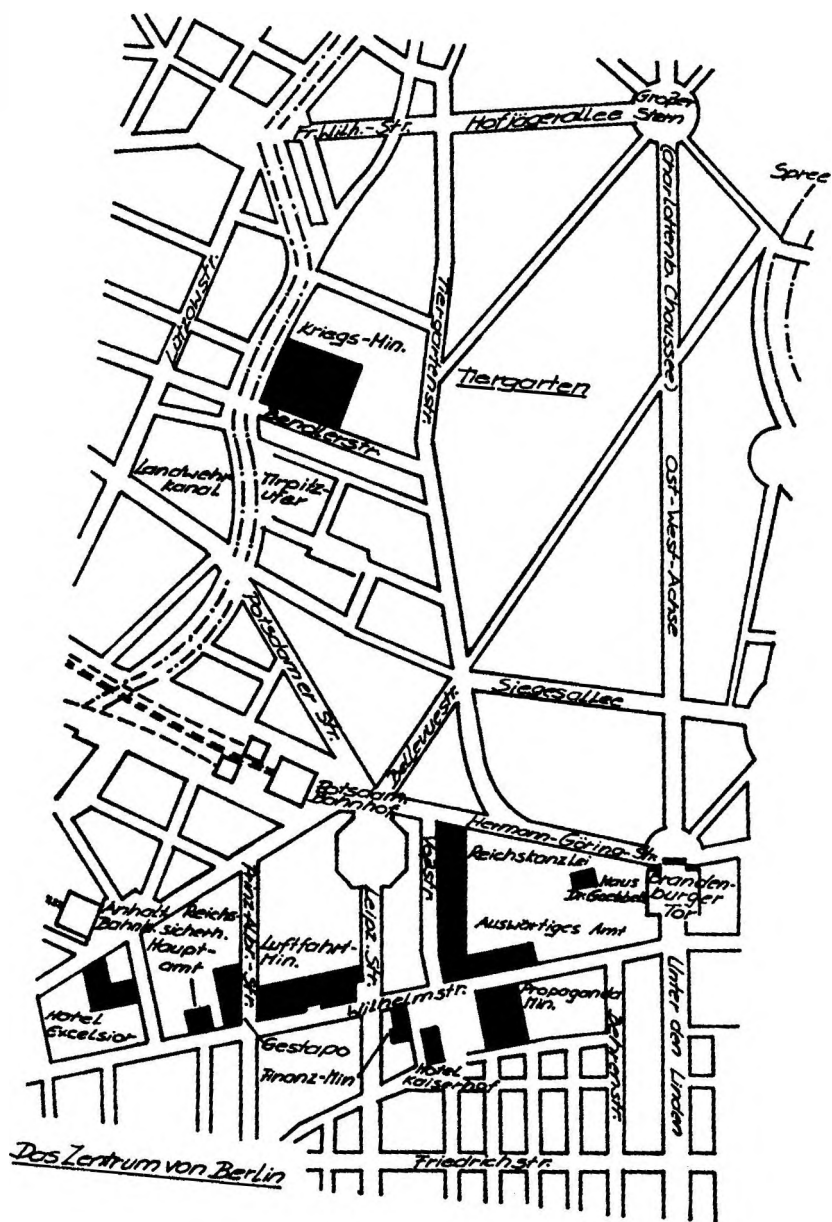 Großer
Stern
Fr. Wilh.-Str.
Hofjägerallee
Spree
(Charlottenb. Chaussee)
Tiergartenstr.
Kriegs-Min.
Tiergarten
Bendlerstr.
Landwehr
kanal
Tirpitz-
ufer
Ost-West-Achse
Potsdamer Str.
Siegesallee
Bellevuestr.
Potsdam.
Bahnhof
Hermann-Göring-Str.
Voßstr.
Reichskanzlei
Haus
Dr. Goebbels
Branden-
burger
Tor
Anhalt.
Bahnh.
Reichs-
sicherh.
Haupt-
amt
Prinz-Albr.-Str.
Luftfahrt-
Min.
Leipz. Str.
Auswärtiges Amt
Wilhelmstr.
Propaganda
Min.
Hotel
Excelsior
Gestapo
Finanz-Min
Hotel
Kaiserhof
Behrenstr.
Unter den Linden
Das Zentrum von Berlin
Friedrichstr.